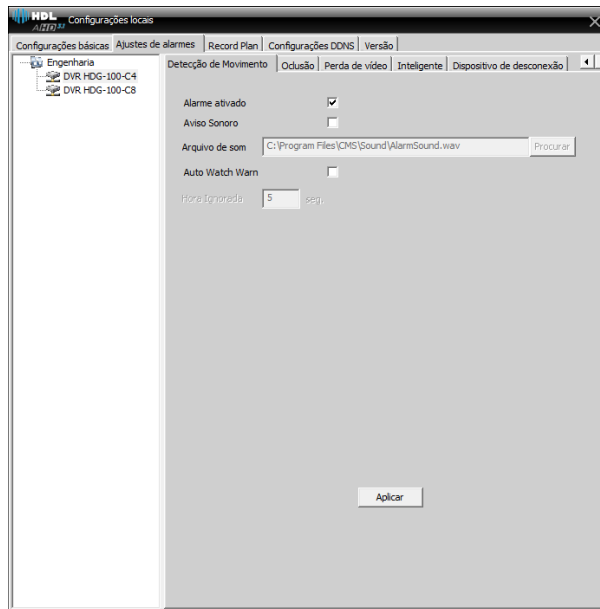 HDL Configurações locais
AHD
Configurações básicas Ajustes de alarmes Record Plan Configurações DDNS Versão
Engenharia
DVR HDG-100-C4
DVR HDG-100-C8
Detecção de Movimento Oclusão Perda de vídeo Inteligente Dispositivo de desconexão
Alarme ativado
Aviso Sonoro
Arquivo de som C:\Program Files\CMS\Sound\AlarmSound.wav Procurar
Auto Watch Warn
Hora Ignorada 5 seg.
Aplicar